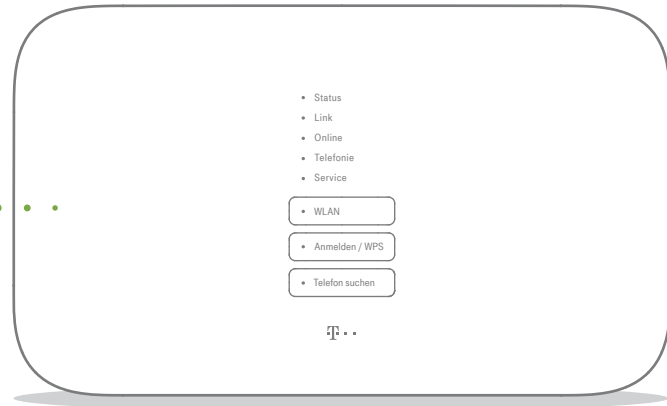 Status
Link
Online
Telefonie
Service
WLAN
Anmelden / WPS
Telefon suchen
T